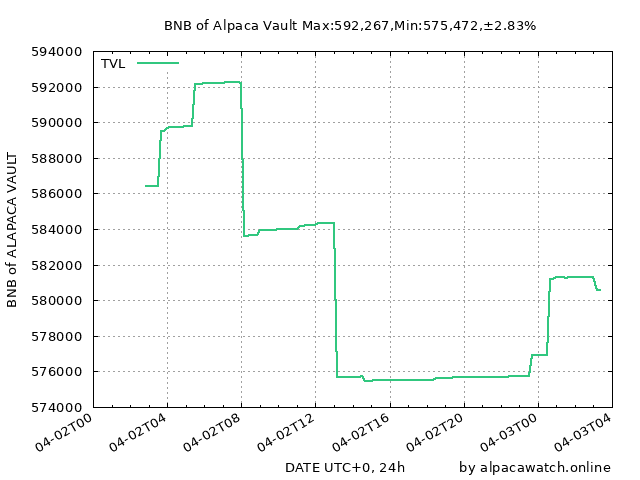 BNB of Alpaca Vault Max:592,267,Min:575,472,±2.83%
TVL
594000
592000
590000
588000
586000
584000
582000
580000
578000
576000
574000
BNB of ALAPACA VAULT
04-02T00
04-02T04
04-02T08
04-02T12
04-02T16
04-02T20
04-03T00
04-03T04
DATE UTC+0, 24h
by alpacawatch.online